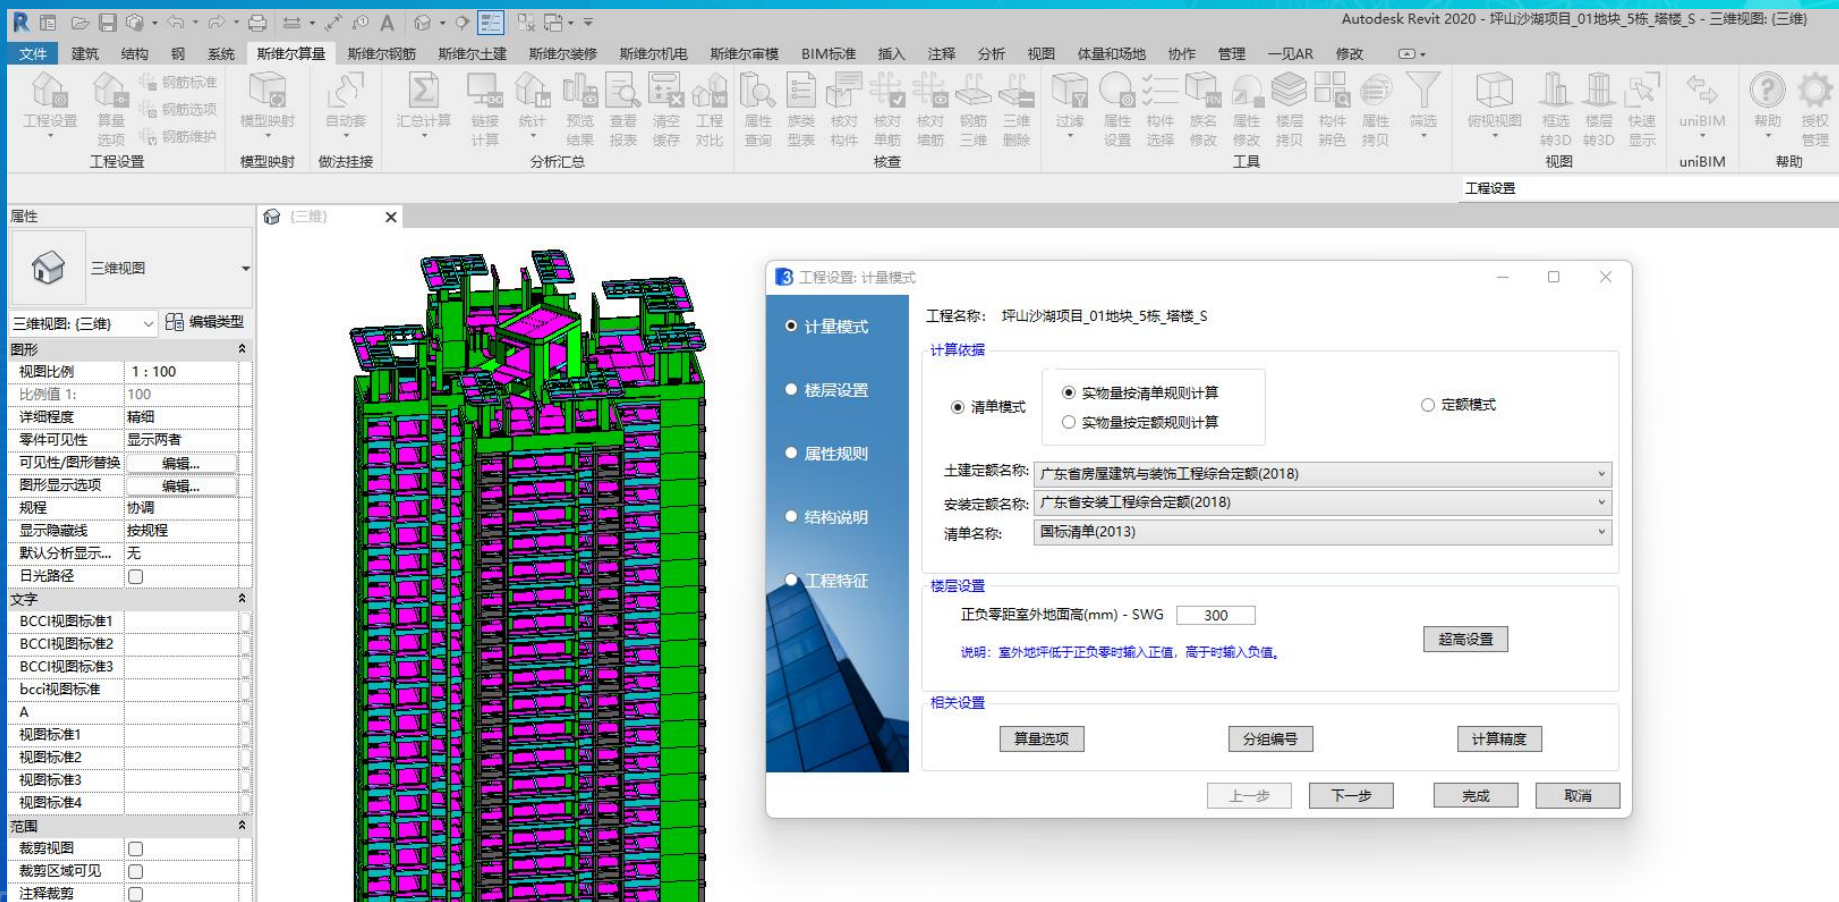 Autodesk Revit 2020 - 坪山沙湖项目_01地块_5栋_塔楼_S - 三维视图: {三维}
文件 建筑 结构 钢 系统 斯维尔算量 斯维尔钢筋 斯维尔土建 斯维尔装修 斯维尔机电 斯维尔审模 BIM标准 插入 注释 分析 视图 体量和场地 协作 管理 一见AR 修改
工程设置 算量选项 钢筋标准 钢筋选项 钢筋维护 模型映射 自动套 汇总计算 链接计算 统计 预览结果 查看报表 清空缓存 工程对比 属性查询 族类型表 核对构件 核对单筋 核对墙筋 钢筋三维 三维删除 过滤 属性设置 构件选择 族名修改 属性修改 楼层拷贝 构件辨色 属性拷贝 筛选 俯视视图 框选转3D 楼层转3D 快速显示 uniBIM 帮助 授权管理
工程设置 模型映射 做法挂接 分析汇总 核查 工具 视图 uniBIM 帮助
工程设置
属性
{三维}
三维视图
三维视图: {三维} 编辑类型
图形
视图比例 1 : 100
比例值 1: 100
详细程度 精细
零件可见性 显示两者
可见性/图形替换 编辑...
图形显示选项 编辑...
规程 协调
显示隐藏线 按规程
默认分析显示... 无
日光路径
文字
BCCI视图标准1
BCCI视图标准2
BCCI视图标准3
bcci视图标准
A
视图标准1
视图标准2
视图标准3
视图标准4
范围
裁剪视图
裁剪区域可见
注释裁剪
工程设置: 计量模式
计量模式
楼层设置
属性规则
结构说明
工程特征
工程名称: 坪山沙湖项目_01地块_5栋_塔楼_S
计算依据
清单模式
实物量按清单规则计算
实物量按定额规则计算
定额模式
土建定额名称: 广东省房屋建筑与装饰工程综合定额(2018)
安装定额名称: 广东省安装工程综合定额(2018)
清单名称: 国标清单(2013)
楼层设置
正负零距室外地面高(mm) - SWG 300
超高设置
说明：室外地坪低于正负零时输入正值，高于时输入负值。
相关设置
算量选项 分组编号 计算精度
上一步 下一步 完成 取消